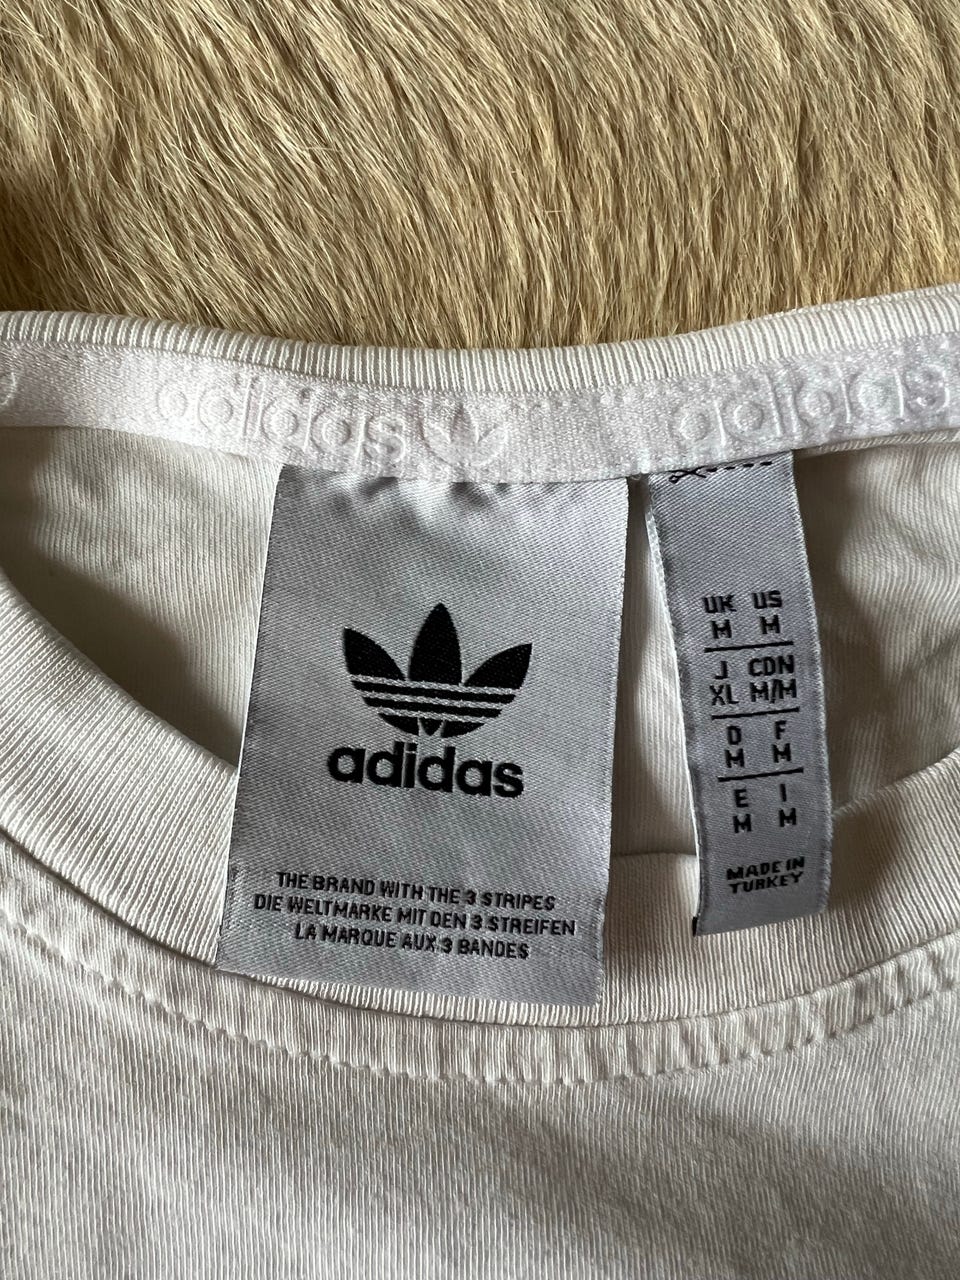 adidas adidas
adidas
THE BRAND WITH THE 3 STRIPES
DIE WELTMARKE MIT DEN 3 STREIFEN
LA MARQUE AUX 3 BANDES
UK US
M M
J CDN
XL M/M
D F
M M
E I
M M
MADE IN
TURKEY